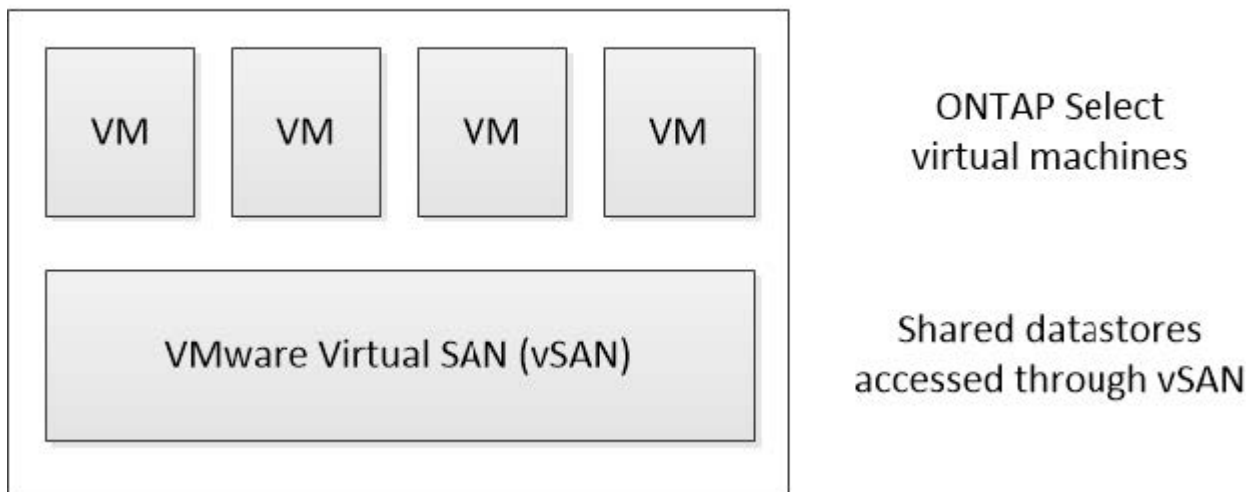 VM
VM
VM
VM
ONTAP Select
virtual machines
VMware Virtual SAN (vSAN)
Shared datastores
accessed through vSAN